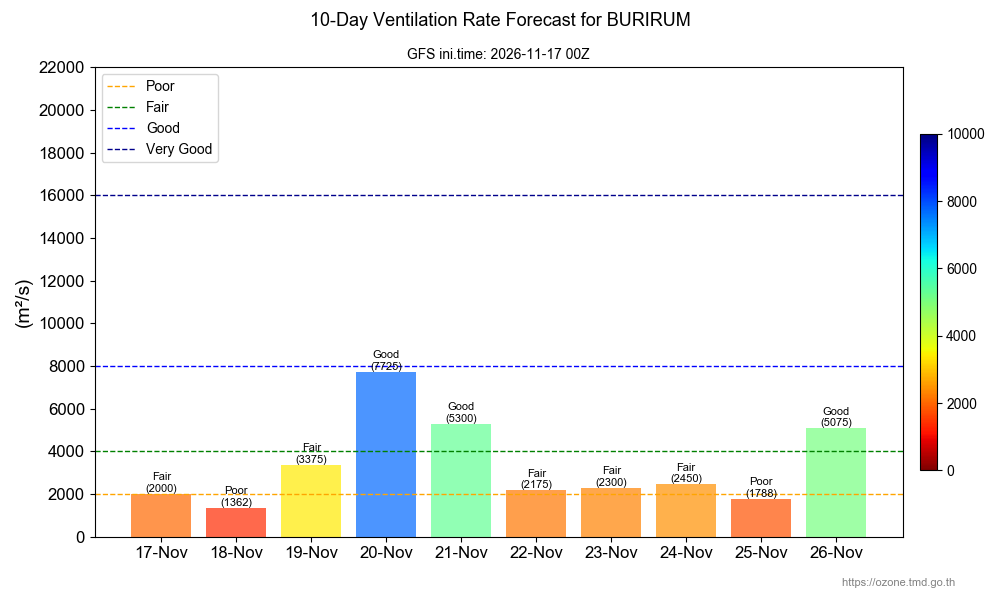 10-Day Ventilation Rate Forecast for BURIRUM
GFS ini.time: 2026-11-17 00Z
Poor
Fair
Good
Very Good
(m²/s)
22000
20000
18000
16000
14000
12000
10000
8000
6000
4000
2000
0
Fair
(2000)
Poor
(1362)
Fair
(3375)
Good
(7725)
Good
(5300)
Fair
(2175)
Fair
(2300)
Fair
(2450)
Poor
(1788)
Good
(5075)
17-Nov 18-Nov 19-Nov 20-Nov 21-Nov 22-Nov 23-Nov 24-Nov 25-Nov 26-Nov
10000
8000
6000
4000
2000
0
https://ozone.tmd.go.th